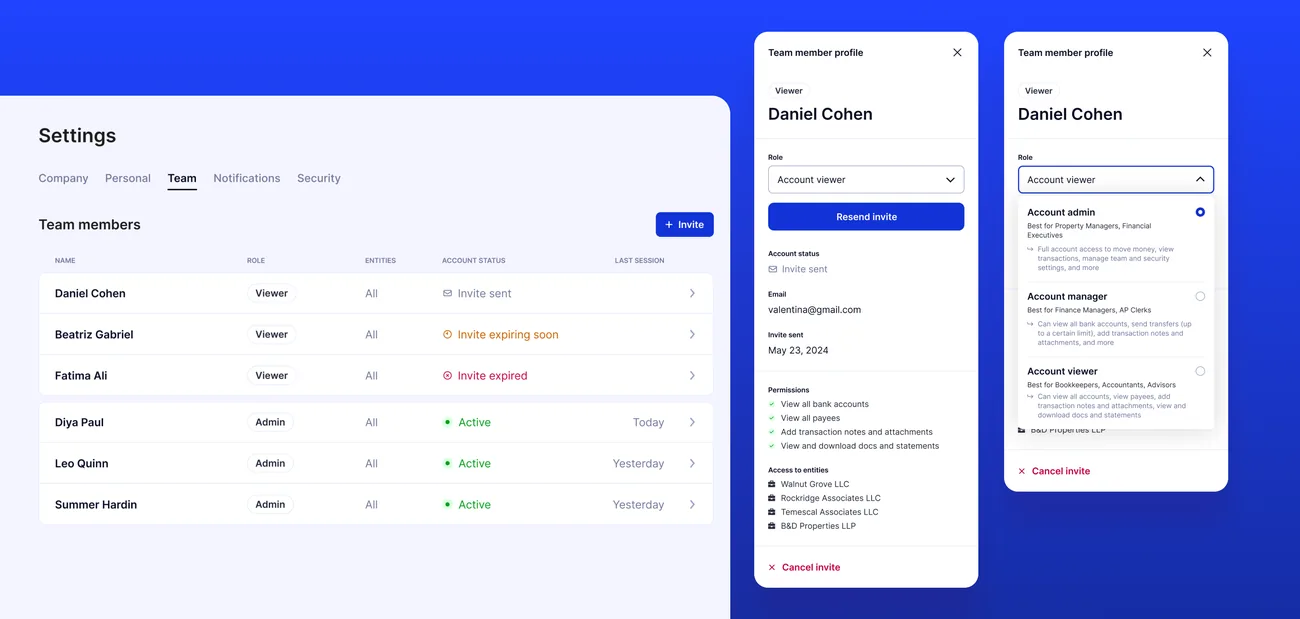 Settings
Company Personal Team Notifications Security
Team members
+ Invite
NAME ROLE ENTITIES ACCOUNT STATUS LAST SESSION
Daniel Cohen Viewer All Invite sent
Beatriz Gabriel Viewer All Invite expiring soon
Fatima Ali Viewer All Invite expired
Diya Paul Admin All Active Today
Leo Quinn Admin All Active Yesterday
Summer Hardin Admin All Active Yesterday
Team member profile
Viewer
Daniel Cohen
Role
Account viewer
Resend invite
Account status
Invite sent
Email
valentina@gmail.com
Invite sent
May 23, 2024
Permissions
View all bank accounts
View all payees
Add transaction notes and attachments
View and download docs and statements
Access to entities
Walnut Grove LLC
Rockridge Associates LLC
Temescal Associates LLC
B&D Properties LLP
Cancel invite
Team member profile
Viewer
Daniel Cohen
Role
Account viewer
Account admin
Best for Property Managers, Financial
Executives
Full account access to move money, view
transactions, manage team and security
settings, and more
Account manager
Best for Finance Managers, AP Clerks
Can view all bank accounts, send transfers (up
to a certain limit), add transaction notes and
attachments, and more
Account viewer
Best for Bookkeepers, Accountants, Advisors
Can view all accounts, view payees, add
transaction notes and attachments, view and
download docs and statements
B&D Properties LLP
Cancel invite